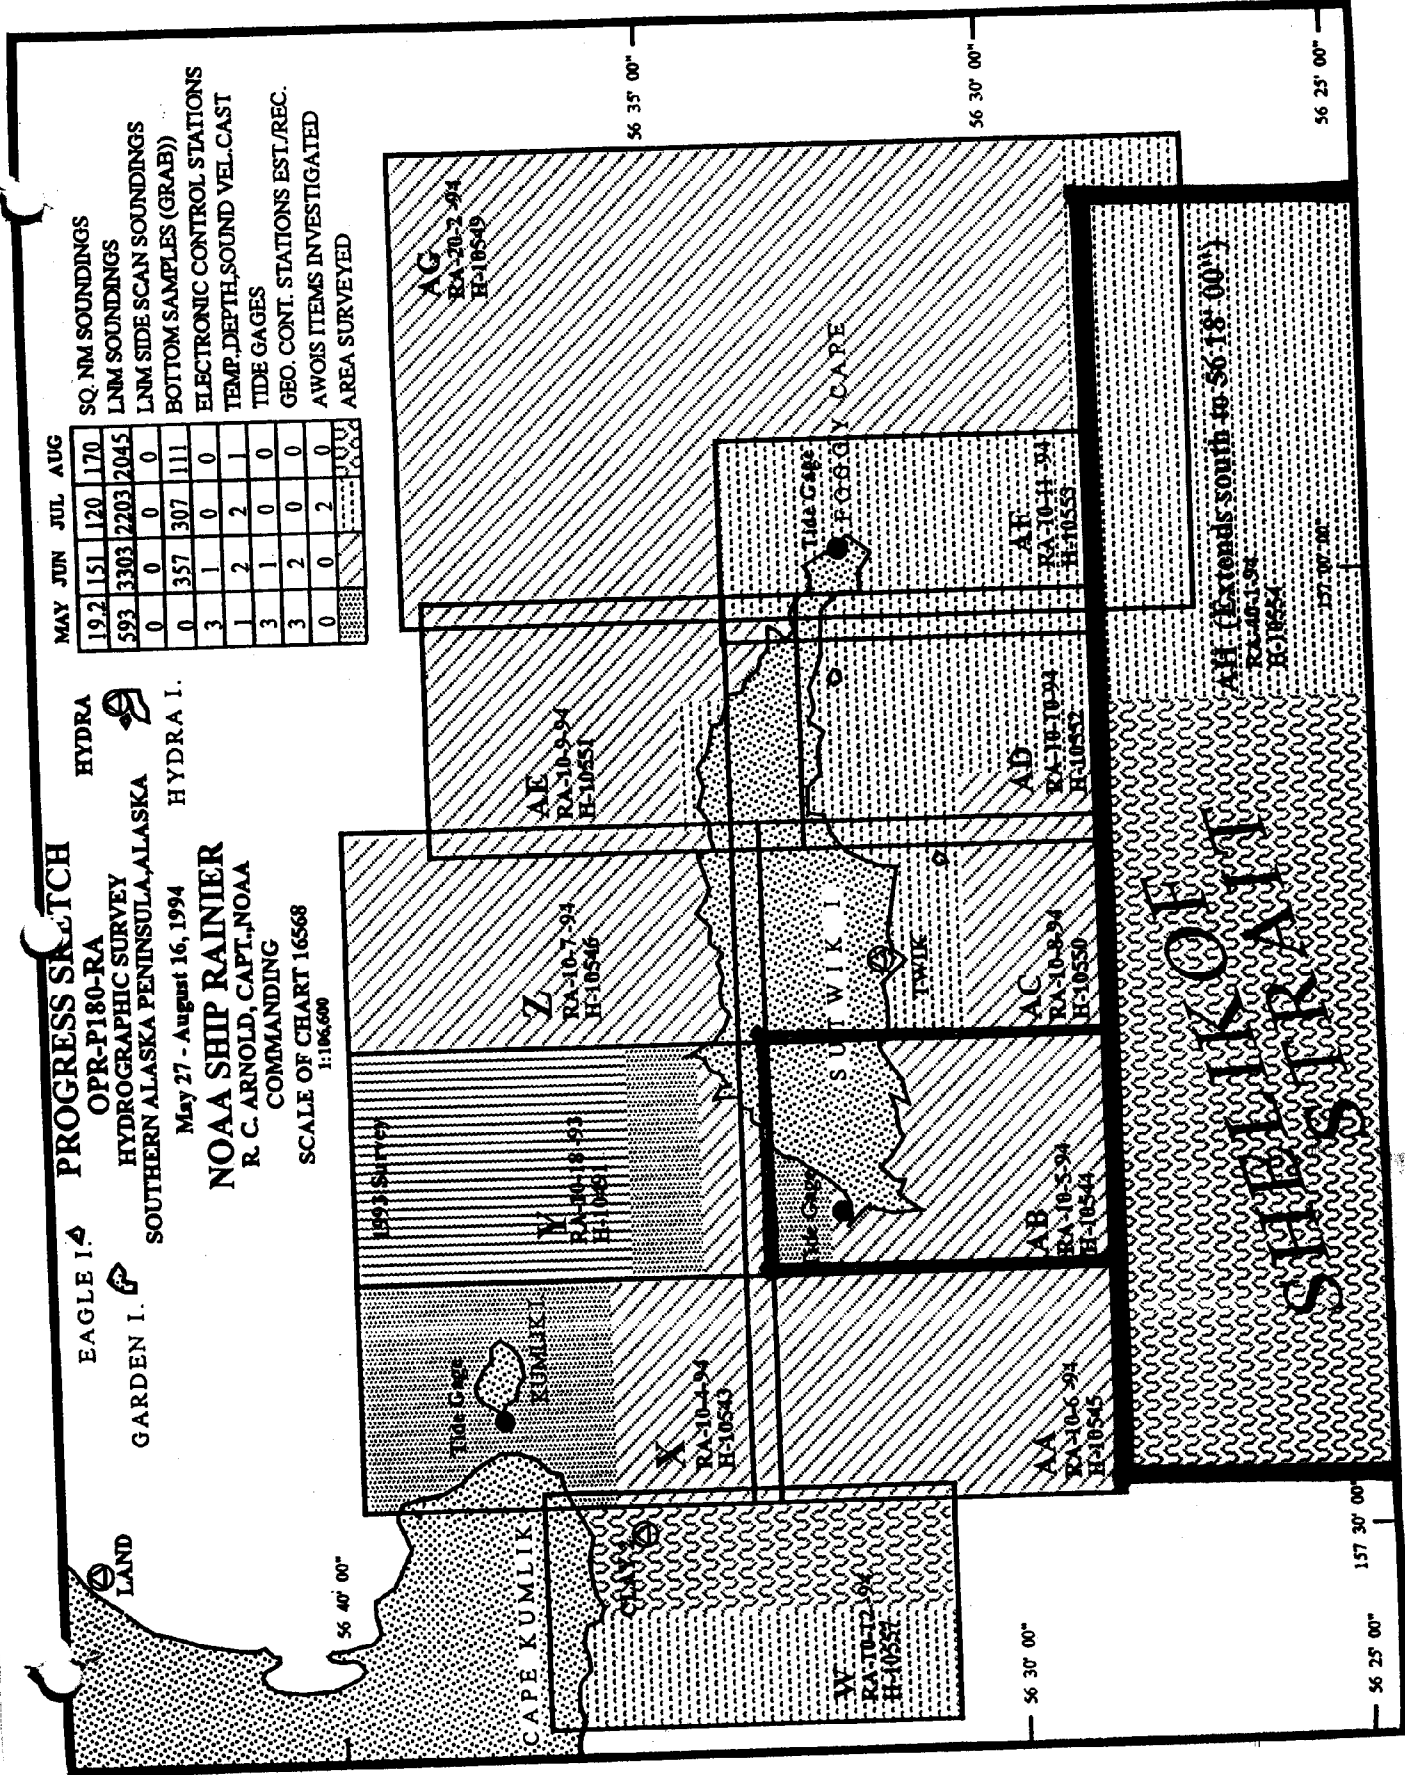 PROGRESS SKETCH
OPR-P180-RA
HYDROGRAPHIC SURVEY
SOUTHERN ALASKA PENINSULA,ALASKA
May 27 - August 16, 1994
NOAA SHIP RAINIER
R. C. ARNOLD, CAPT.,NOAA
COMMANDING
SCALE OF CHART 16568
1:106,600
MAY JUN JUL AUG
19.2 151 120 170 SQ. NM SOUNDINGS
593 3303 2203 2045 LNM SOUNDINGS
0 0 0 0 LNM SIDE SCAN SOUNDINGS
0 357 307 111 BOTTOM SAMPLES (GRAB))
3 1 0 0 ELECTRONIC CONTROL STATIONS
1 2 2 1 TEMP,DEPTH,SOUND VEL.CAST
3 1 0 0 TIDE GAGES
3 2 0 0 GEO. CONT. STATIONS EST./REC.
0 0 2 0 AWOIS ITEMS INVESTIGATED
AREA SURVEYED
EAGLE I.
GARDEN I.
HYDRA
HYDRA I.
LAND
56 40' 00"
CAPE KUMLIK
CLAY
W
RA-10-12-94
H-10557
56 30' 00"
56 25' 00"
157 30' 00"
Tide Gage
KUMLIK I.
X
RA-10-4-94
H-10543
AA
RA-10-6-94
H-10545
1993 Survey
Y
RA-10-18-93
Tide Gage
AB
RA-10-5-94
H-10544
Z
RA-10-7-94
H-10546
SUTWIK I
TWIK
AC
RA-10-8-94
H-10550
AE
RA-10-9-94
H-10551
AD
RA-10-10-94
H-10552
Tide Gage
FOGGY CAPE
AF
RA-10-11-94
H-10553
AG
RA-20-2-94
H-10549
AH (Extends south to 56 18' 00")
RA-40-1-94
H-10554
157 00' 00"
SHELIKOF
STRAIT
56 35' 00"
56 30' 00"
56 25' 00"